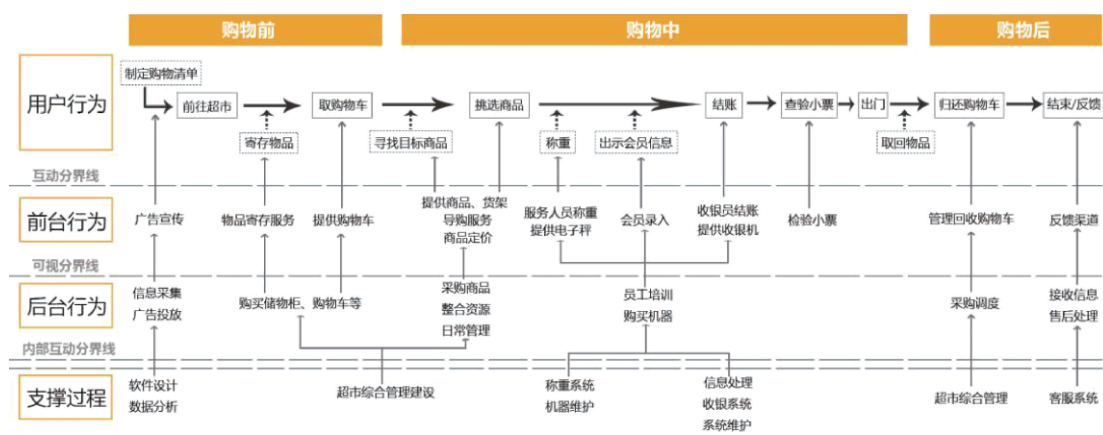 购物前
购物中
购物后
用户行为
制定购物清单
前往超市
取购物车
挑选商品
结账
查验小票
出门
归还购物车
结束/反馈
寄存物品
寻找目标商品
称重
出示会员信息
取回物品
互动分界线
前台行为
广告宣传
物品寄存服务
提供购物车
提供商品、货架
导购服务
商品定价
服务人员称重
提供电子秤
会员录入
收银员结账
提供收银机
检验小票
管理回收购物车
反馈渠道
可视分界线
后台行为
信息采集
广告投放
购买储物柜、购物车等
采购商品
整合资源
日常管理
员工培训
购买机器
采购调度
接收信息
售后处理
内部互动分界线
支撑过程
软件设计
数据分析
超市综合管理建设
称重系统
机器维护
信息处理
收银系统
系统维护
超市综合管理
客服系统